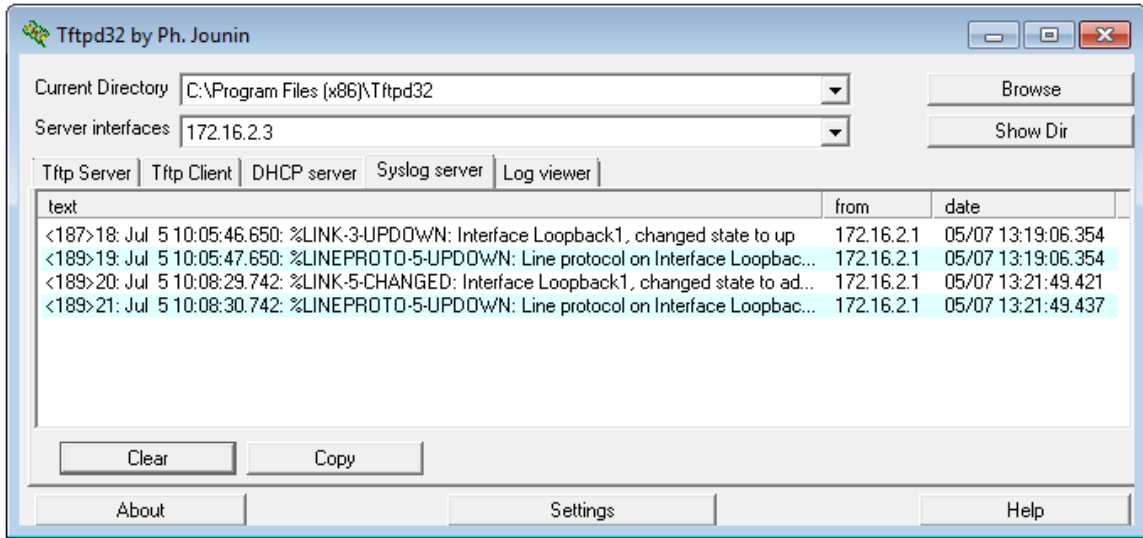 Tftpd32 by Ph. Jounin
Current Directory C:\Program Files (x86)\Tftpd32 Browse
Server interfaces 172.16.2.3 Show Dir
Tftp Server Tftp Client DHCP server Syslog server Log viewer
text from date
<187>18: Jul  5 10:05:46.650: %LINK-3-UPDOWN: Interface Loopback1, changed state to up 172.16.2.1 05/07 13:19:06.354
<189>19: Jul  5 10:05:47.650: %LINEPROTO-5-UPDOWN: Line protocol on Interface Loopbac... 172.16.2.1 05/07 13:19:06.354
<189>20: Jul  5 10:08:29.742: %LINK-5-CHANGED: Interface Loopback1, changed state to ad... 172.16.2.1 05/07 13:21:49.421
<189>21: Jul  5 10:08:30.742: %LINEPROTO-5-UPDOWN: Line protocol on Interface Loopbac... 172.16.2.1 05/07 13:21:49.437
Clear Copy
About Settings Help